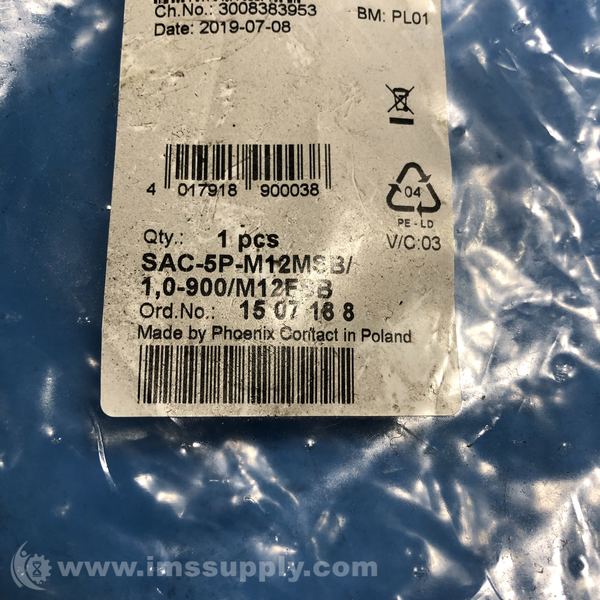 Ch.No.: 3008383953 BM: PL01
Date: 2019-07-08
4 017918 900038
04
PE-LD
Qty.: 1 pcs V/C:03
SAC-5P-M12MSB/
1,0-900/M12FSB
Ord.No.: 15 07 16 8
Made by Phoenix Contact in Poland
www.imssupply.com